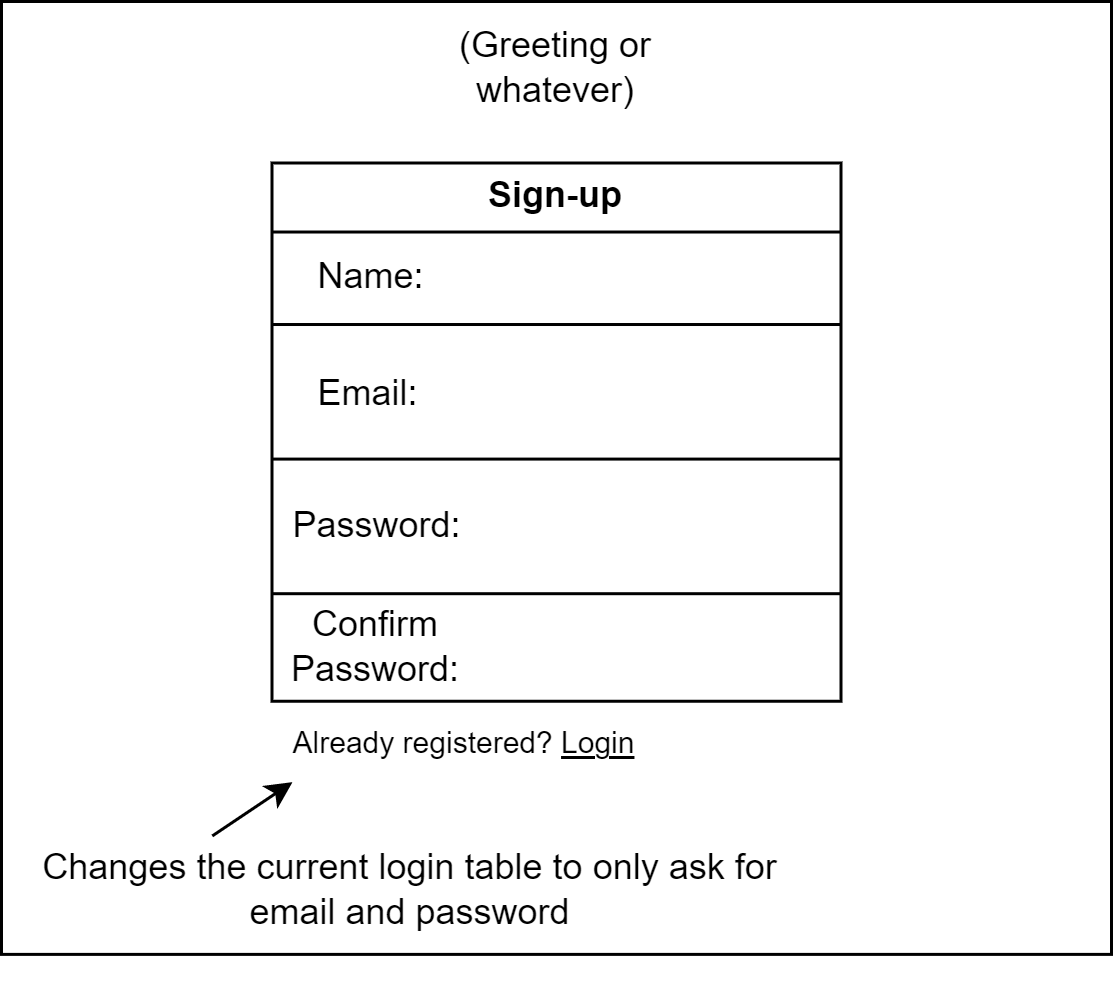 (Greeting or
whatever)
Sign-up
Name:
Email:
Password:
Confirm
Password:
Already registered? Login
Changes the current login table to only ask for
email and password